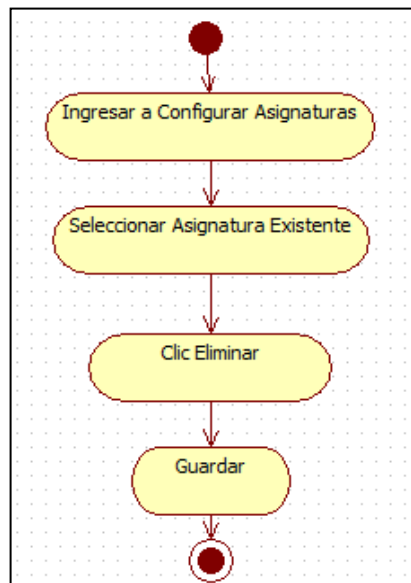 Ingresar a Configurar Asignaturas
Seleccionar Asignatura Existente
Clic Eliminar
Guardar